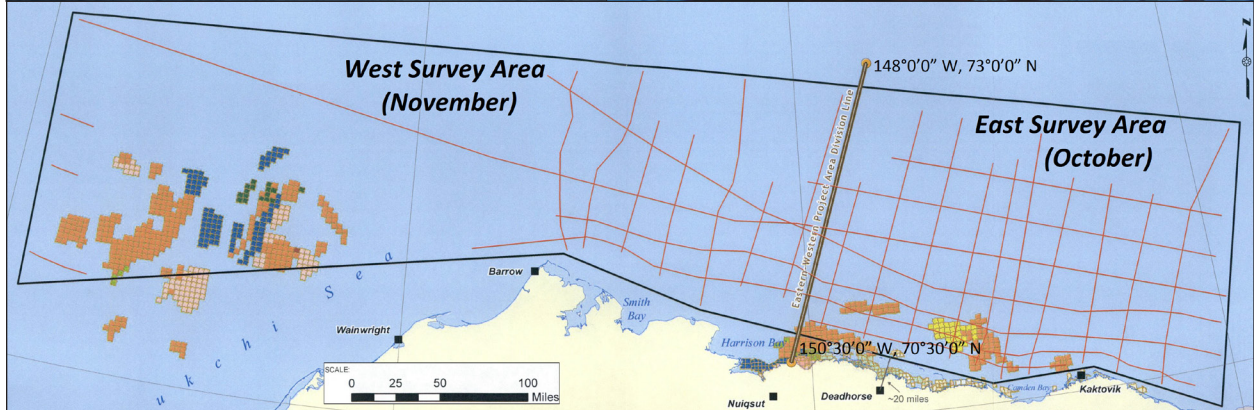 N
West Survey Area
(November)
148°0'0" W, 73°0'0" N
East Survey Area
(October)
Eastern-Western Project Area Division Line
Barrow
Smith
Bay
Wainwright
Harrison Bay
150°30'0" W, 70°30'0" N
ukchi Sea
SCALE:
0 25 50 100
Miles
Nuiqsut
Deadhorse
~20 miles
Camden Bay
Kaktovik